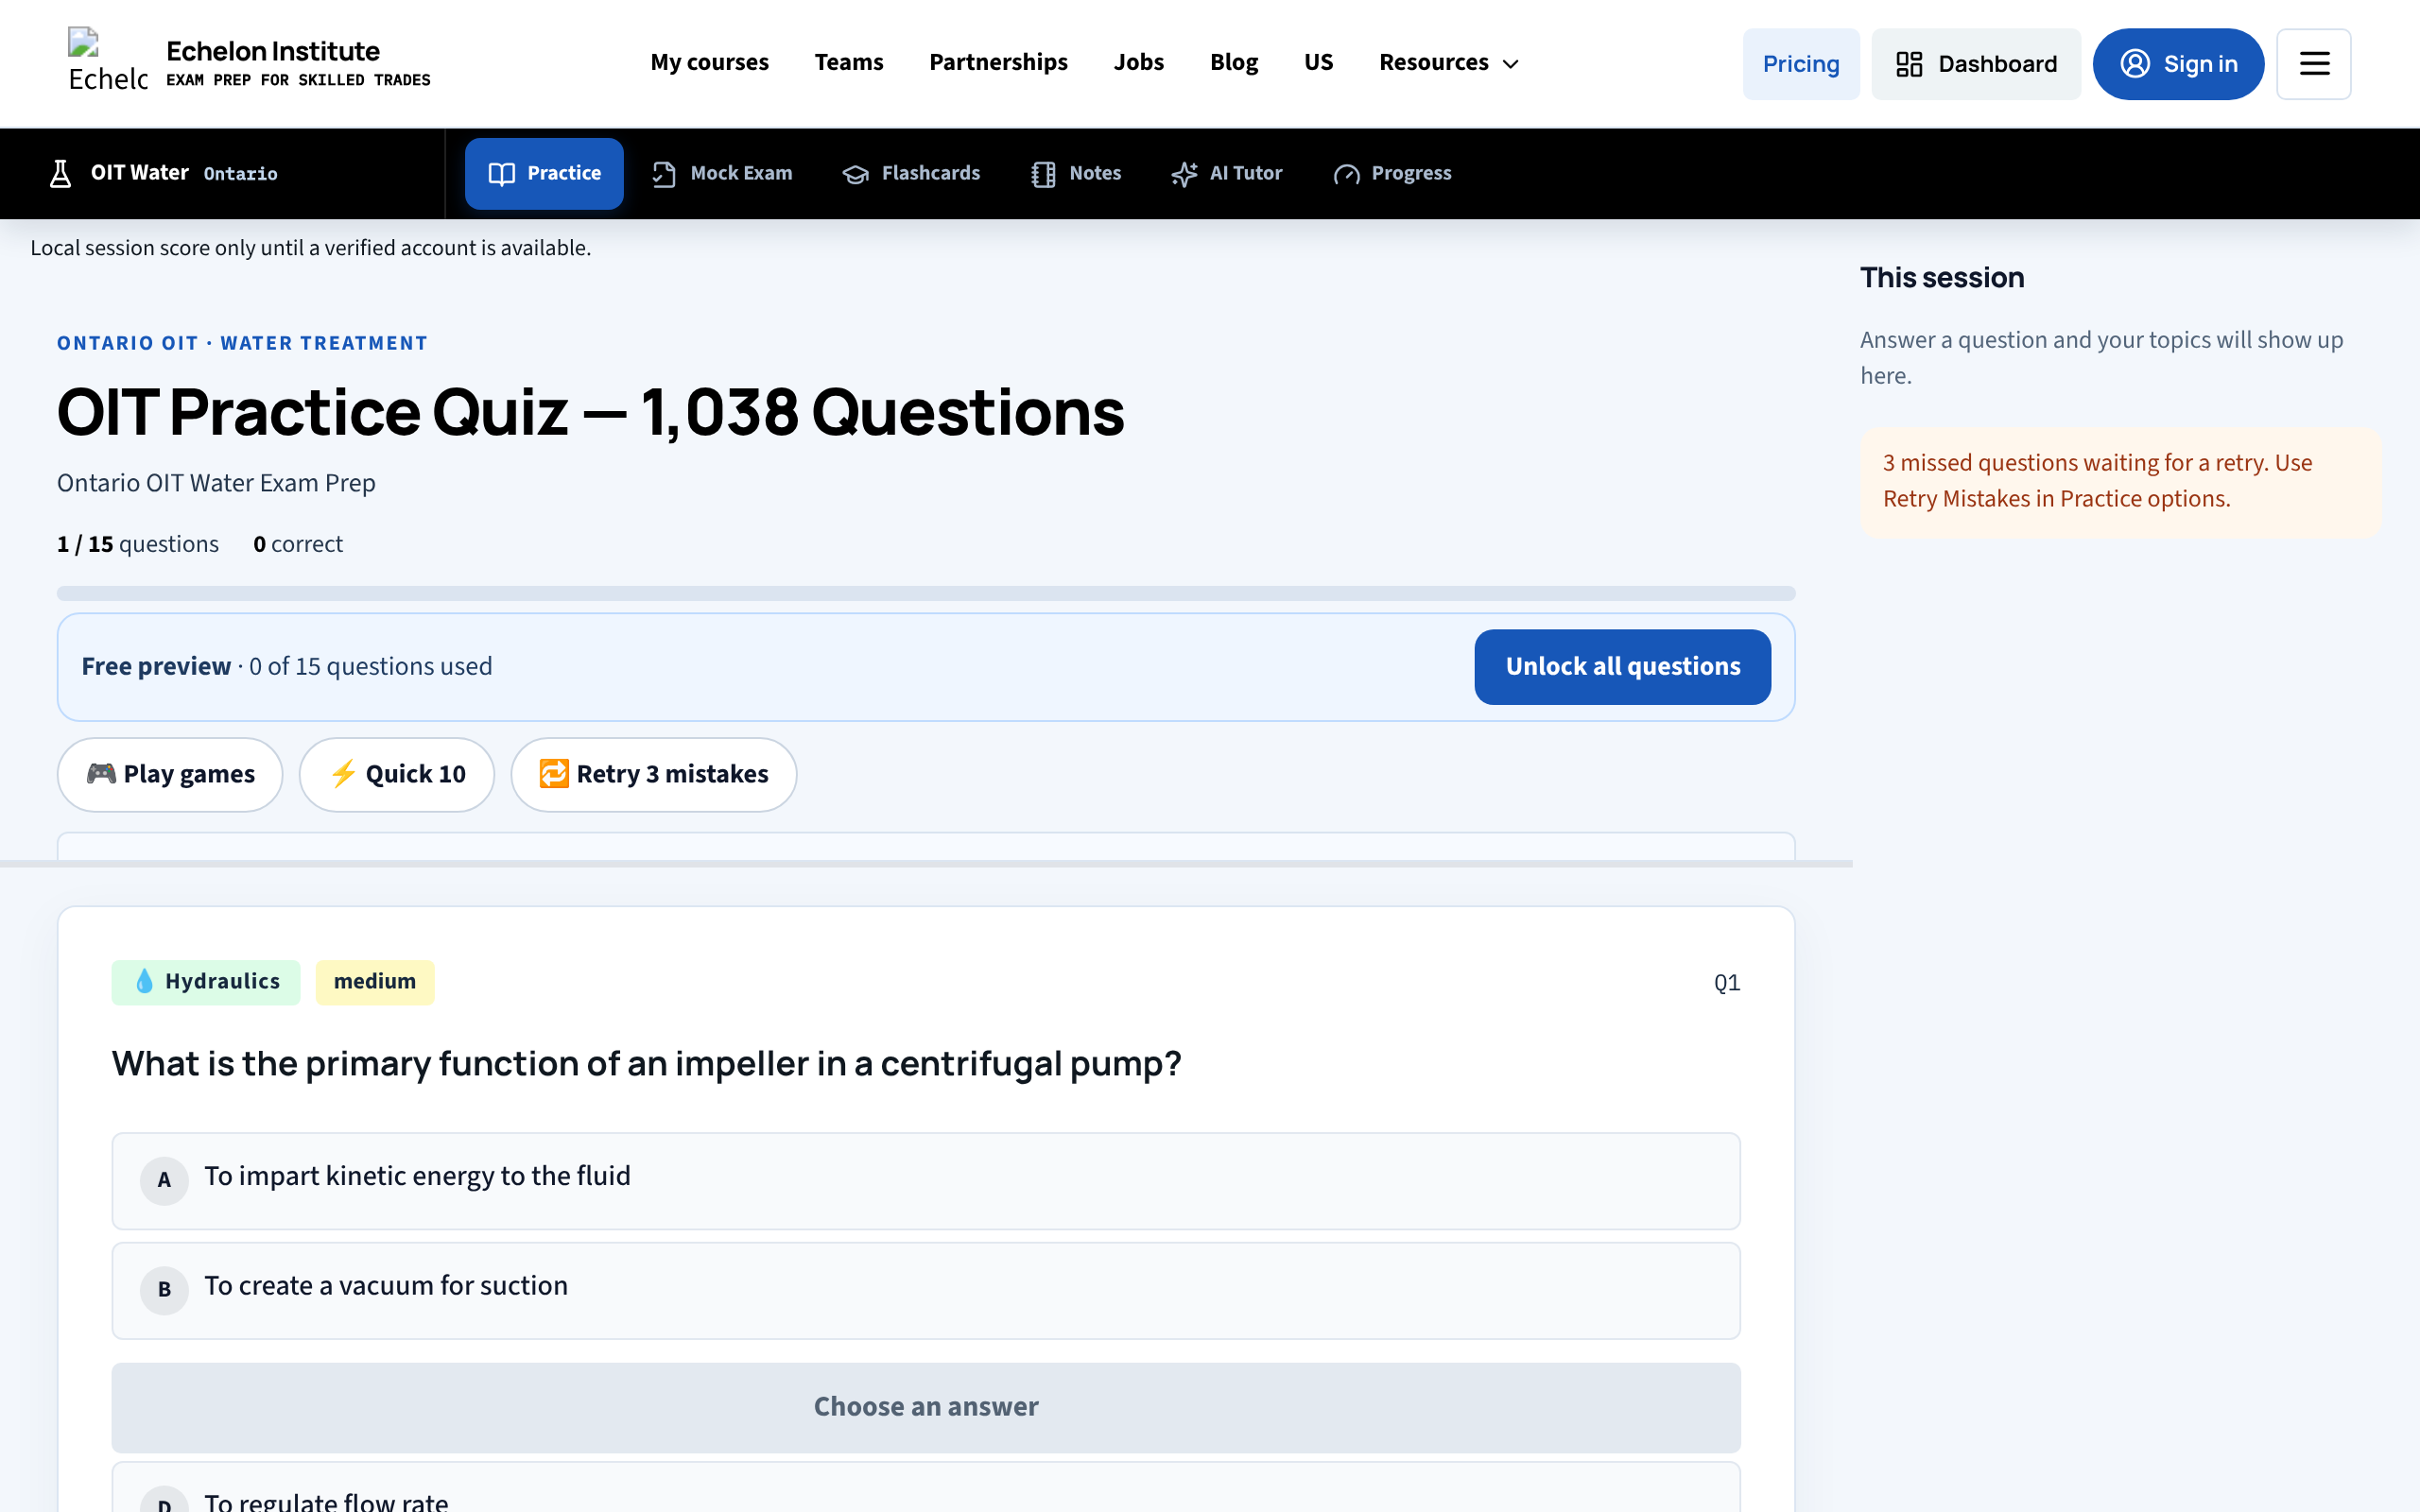 Echelc
Echelon Institute
EXAM PREP FOR SKILLED TRADES
My courses
Teams
Partnerships
Jobs
Blog
US
Resources
Pricing
Dashboard
Sign in
OIT Water Ontario
Practice
Mock Exam
Flashcards
Notes
AI Tutor
Progress
Local session score only until a verified account is available.
ONTARIO OIT · WATER TREATMENT
OIT Practice Quiz — 1,038 Questions
Ontario OIT Water Exam Prep
1 / 15 questions 0 correct
Free preview · 0 of 15 questions used
Unlock all questions
🎮 Play games
⚡ Quick 10
🔁 Retry 3 mistakes
💧 Hydraulics
medium
Q1
What is the primary function of an impeller in a centrifugal pump?
A To impart kinetic energy to the fluid
B To create a vacuum for suction
Choose an answer
D To regulate flow rate
This session
Answer a question and your topics will show up
here.
3 missed questions waiting for a retry. Use
Retry Mistakes in Practice options.